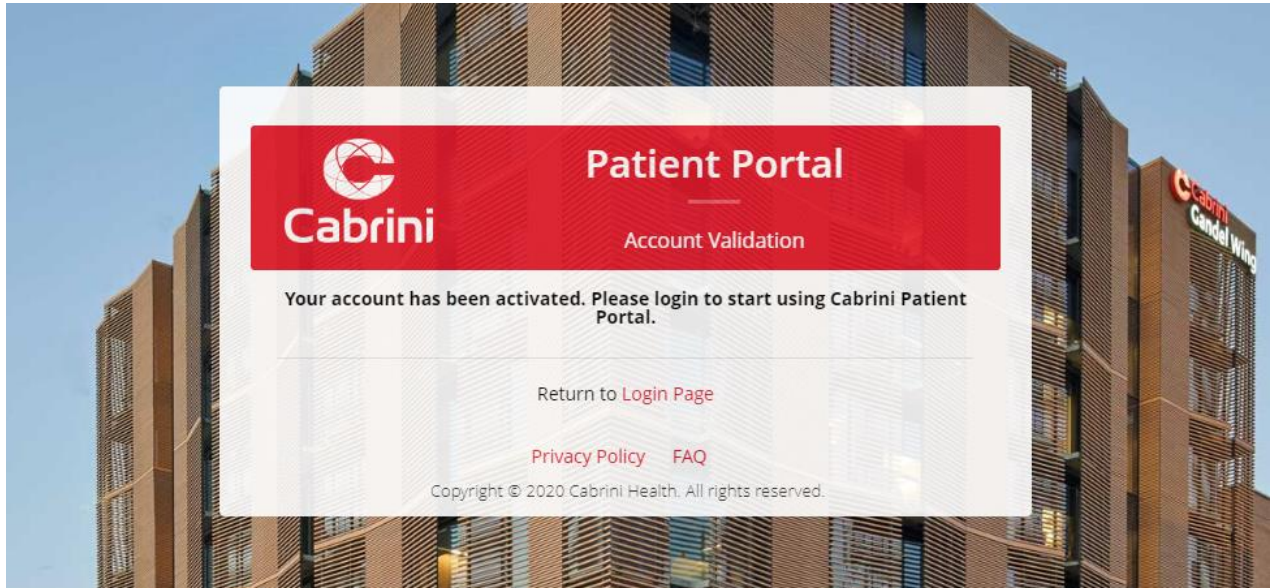 Patient Portal
Cabrini
Account Validation
Cabrini
Gandel Wing
Your account has been activated. Please login to start using Cabrini Patient
Portal.
Return to Login Page
Privacy Policy FAQ
Copyright © 2020 Cabrini Health. All rights reserved.